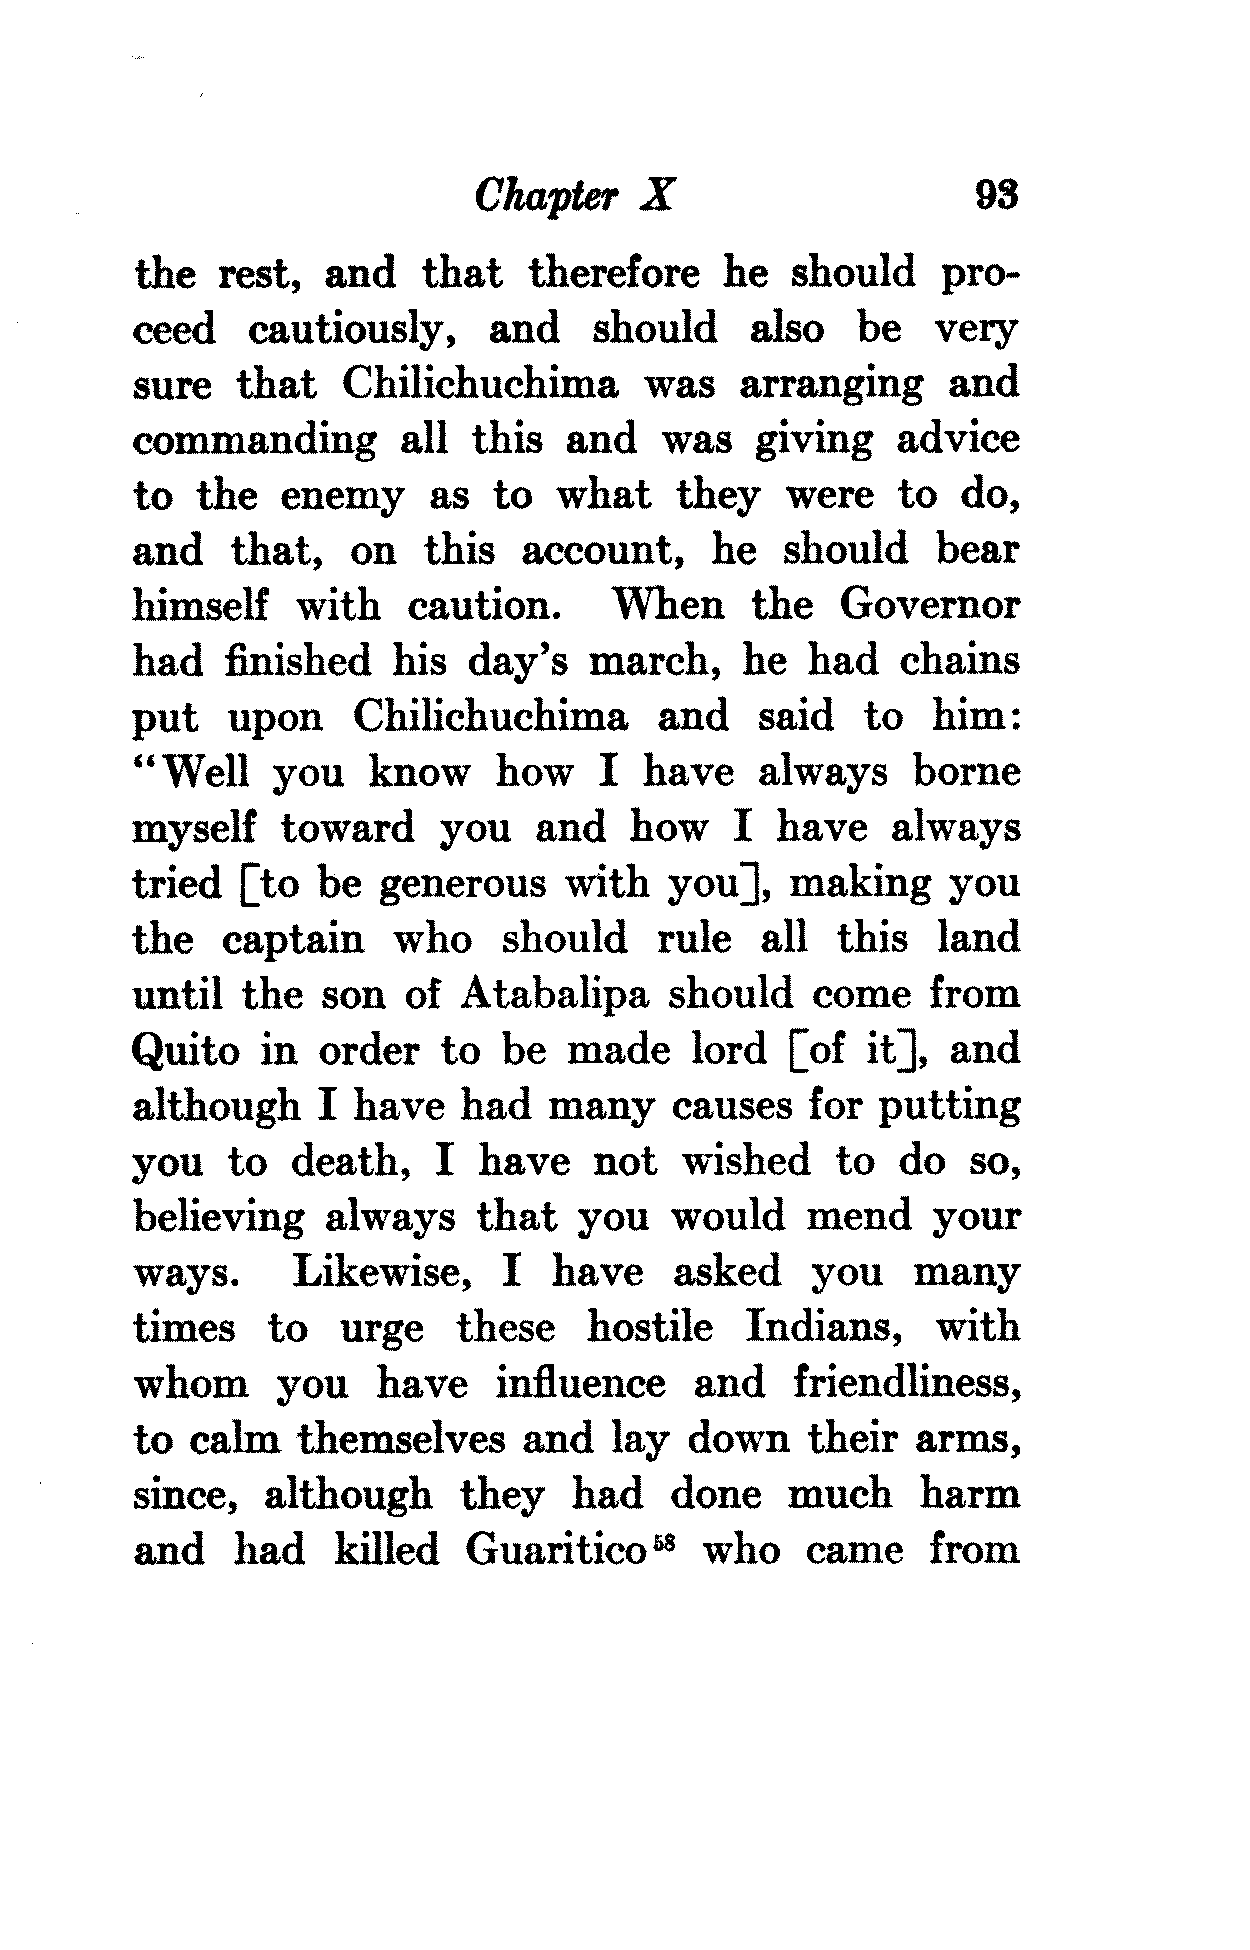 Chapter X 93
the rest, and that therefore he should pro-
ceed cautiously, and should also be very
sure that Chilichuchima was arranging and
commanding all this and was giving advice
to the enemy as to what they were to do,
and that, on this account, he should bear
himself with caution. When the Governor
had finished his day's march, he had chains
put upon Chilichuchima and said to him:
“Well you know how I have always borne
myself toward you and how I have always
tried [to be generous with you], making you
the captain who should rule all this land
until the son of Atabalipa should come from
Quito in order to be made lord [of it], and
although I have had many causes for putting
you to death, I have not wished to do so,
believing always that you would mend your
ways. Likewise, I have asked you many
times to urge these hostile Indians, with
whom you have influence and friendliness,
to calm themselves and lay down their arms,
since, although they had done much harm
and had killed Guaritico⁵⁸ who came from